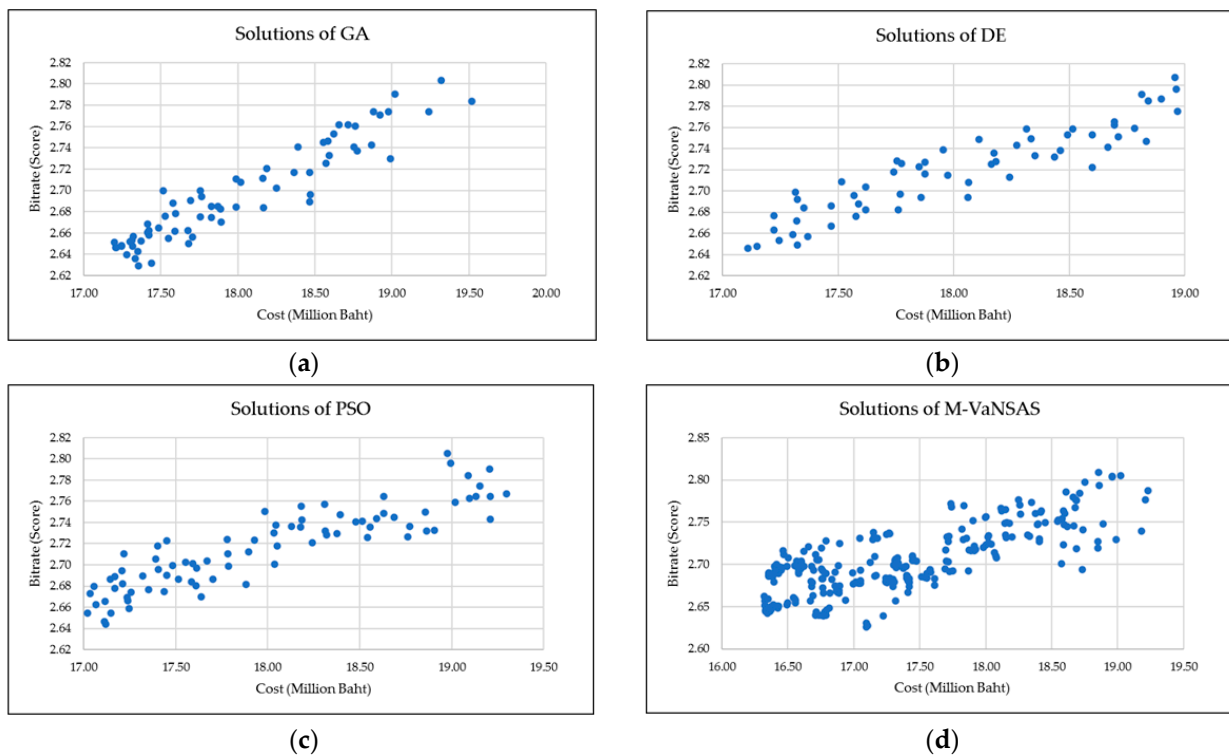 Solutions of GA
Bitrate (Score)
2.82
2.80
2.78
2.76
2.74
2.72
2.70
2.68
2.66
2.64
2.62
17.00 17.50 18.00 18.50 19.00 19.50 20.00
Cost (Million Baht)
(a)
Solutions of DE
Bitrate (Score)
2.82
2.80
2.78
2.76
2.74
2.72
2.70
2.68
2.66
2.64
2.62
17.00 17.50 18.00 18.50 19.00
Cost (Million Baht)
(b)
Solutions of PSO
Bitrate (Score)
2.82
2.80
2.78
2.76
2.74
2.72
2.70
2.68
2.66
2.64
2.62
17.00 17.50 18.00 18.50 19.00 19.50
Cost (Million Baht)
(c)
Solutions of M-VaNSAS
Bitrate (Score)
2.85
2.80
2.75
2.70
2.65
2.60
16.00 16.50 17.00 17.50 18.00 18.50 19.00 19.50
Cost (Million Baht)
(d)